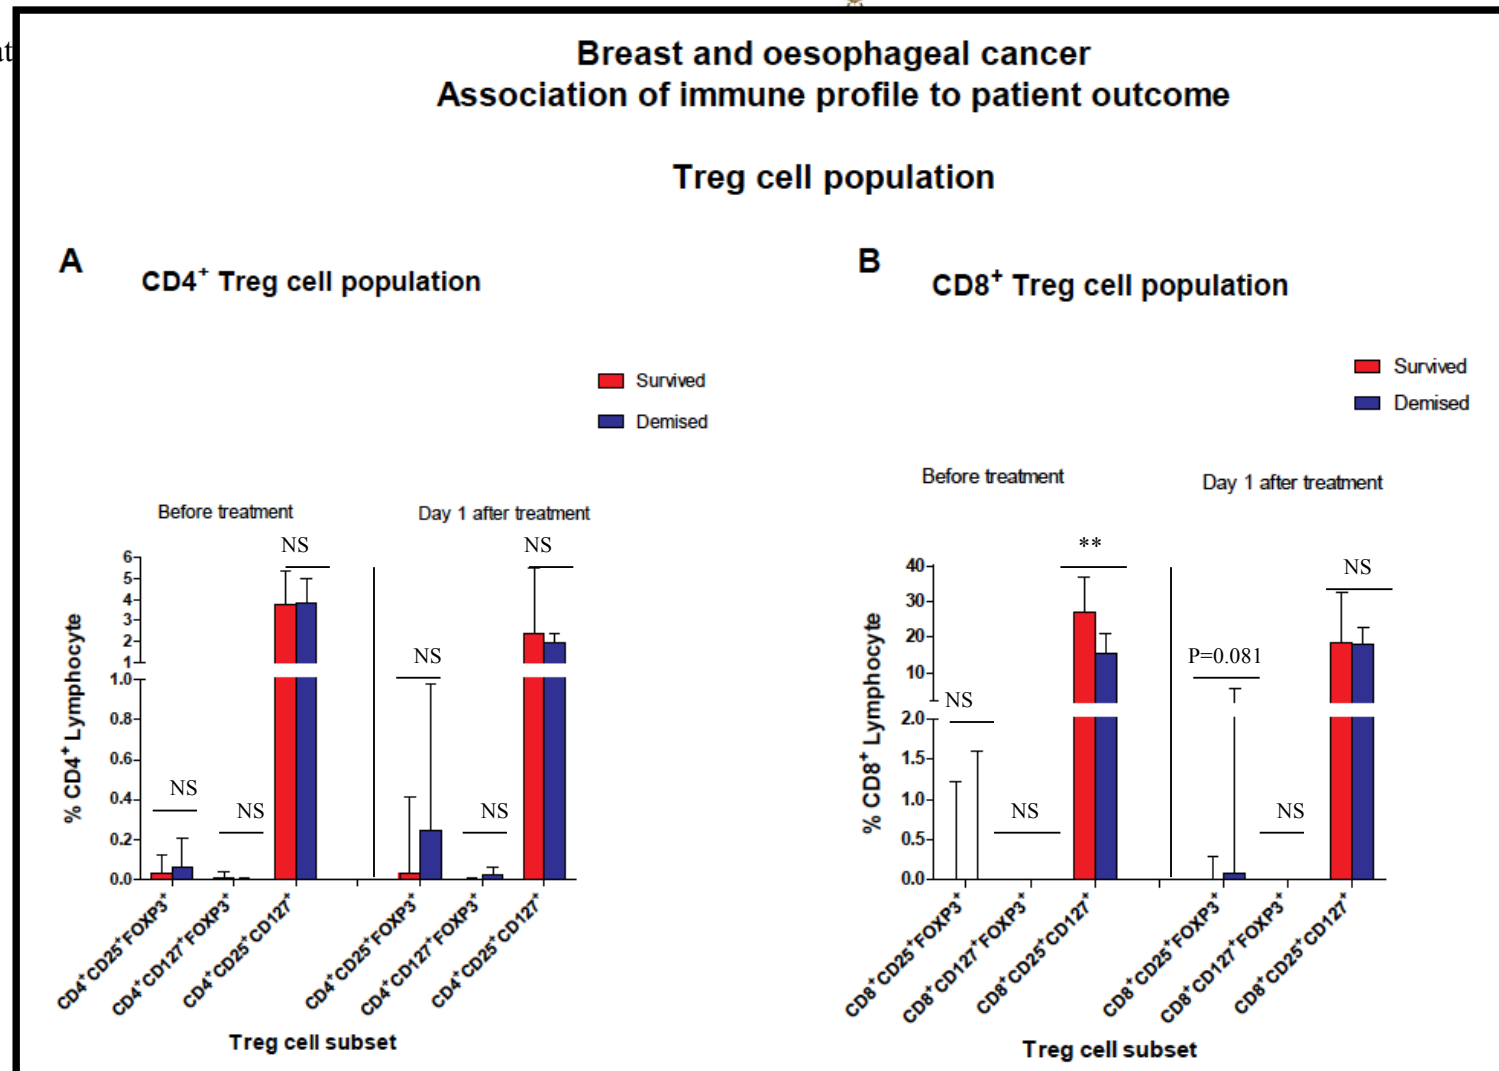 at
Breast and oesophageal cancer
Association of immune profile to patient outcome
Treg cell population
A
CD4⁺ Treg cell population
Survived
Demised
Before treatment
Day 1 after treatment
NS
NS
NS
NS
NS
NS
6
5
4
3
2
1
1.0
0.8
0.6
0.4
0.2
0.0
% CD4⁺ Lymphocyte
CD4⁺CD25⁺FOXP3⁺
CD4⁺CD127⁺FOXP3⁺
CD4⁺CD25⁺CD127⁺
CD4⁺CD25⁺FOXP3⁺
CD4⁺CD127⁺FOXP3⁺
CD4⁺CD25⁺CD127⁺
Treg cell subset
B
CD8⁺ Treg cell population
Survived
Demised
Before treatment
Day 1 after treatment
**
NS
P=0.081
NS
NS
NS
40
30
20
10
2.0
1.5
1.0
0.5
0.0
% CD8⁺ Lymphocyte
CD8⁺CD25⁺FOXP3⁺
CD8⁺CD127⁺FOXP3⁺
CD8⁺CD25⁺CD127⁺
CD8⁺CD25⁺FOXP3⁺
CD8⁺CD127⁺FOXP3⁺
CD8⁺CD25⁺CD127⁺
Treg cell subset